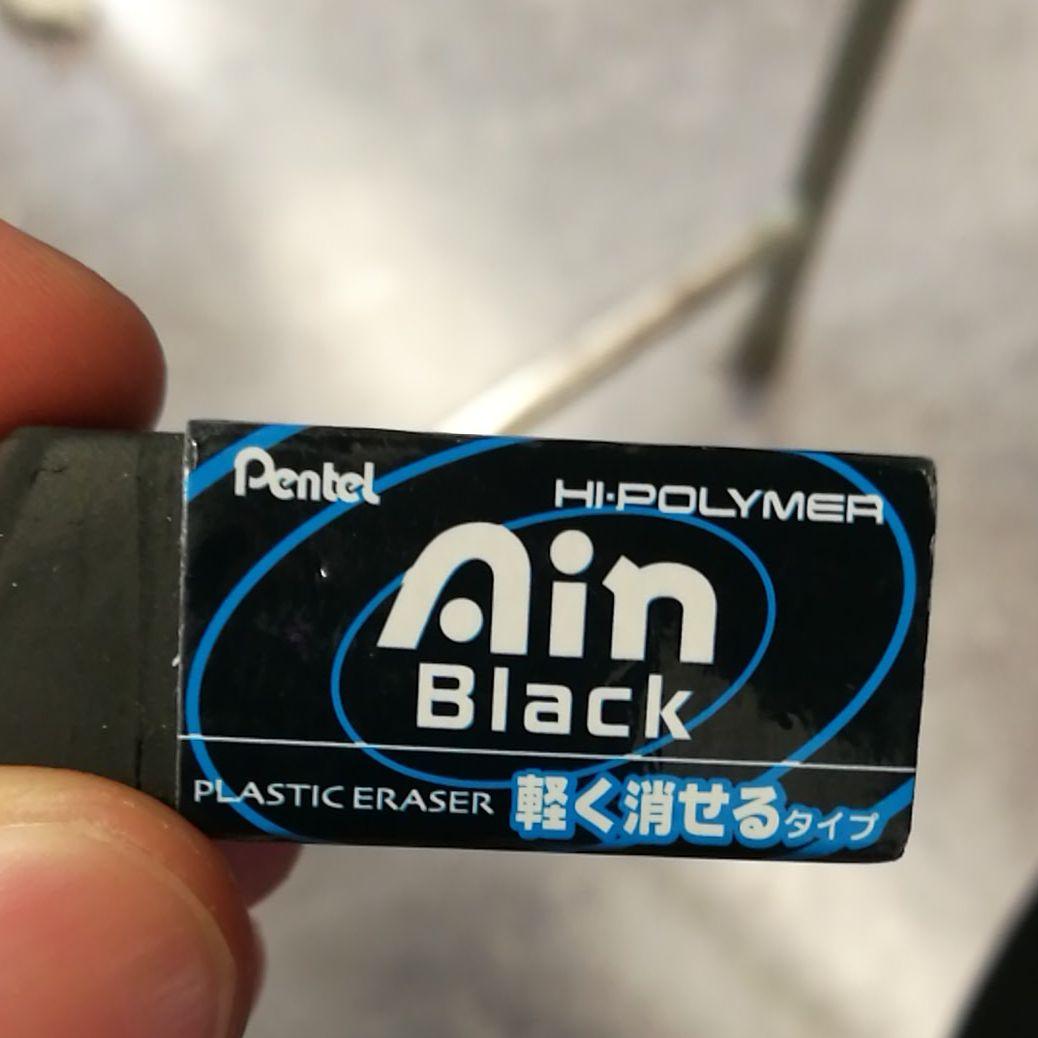 Pentel
HI-POLYMER
Ain
Black
PLASTIC ERASER 軽く消せるタイプ